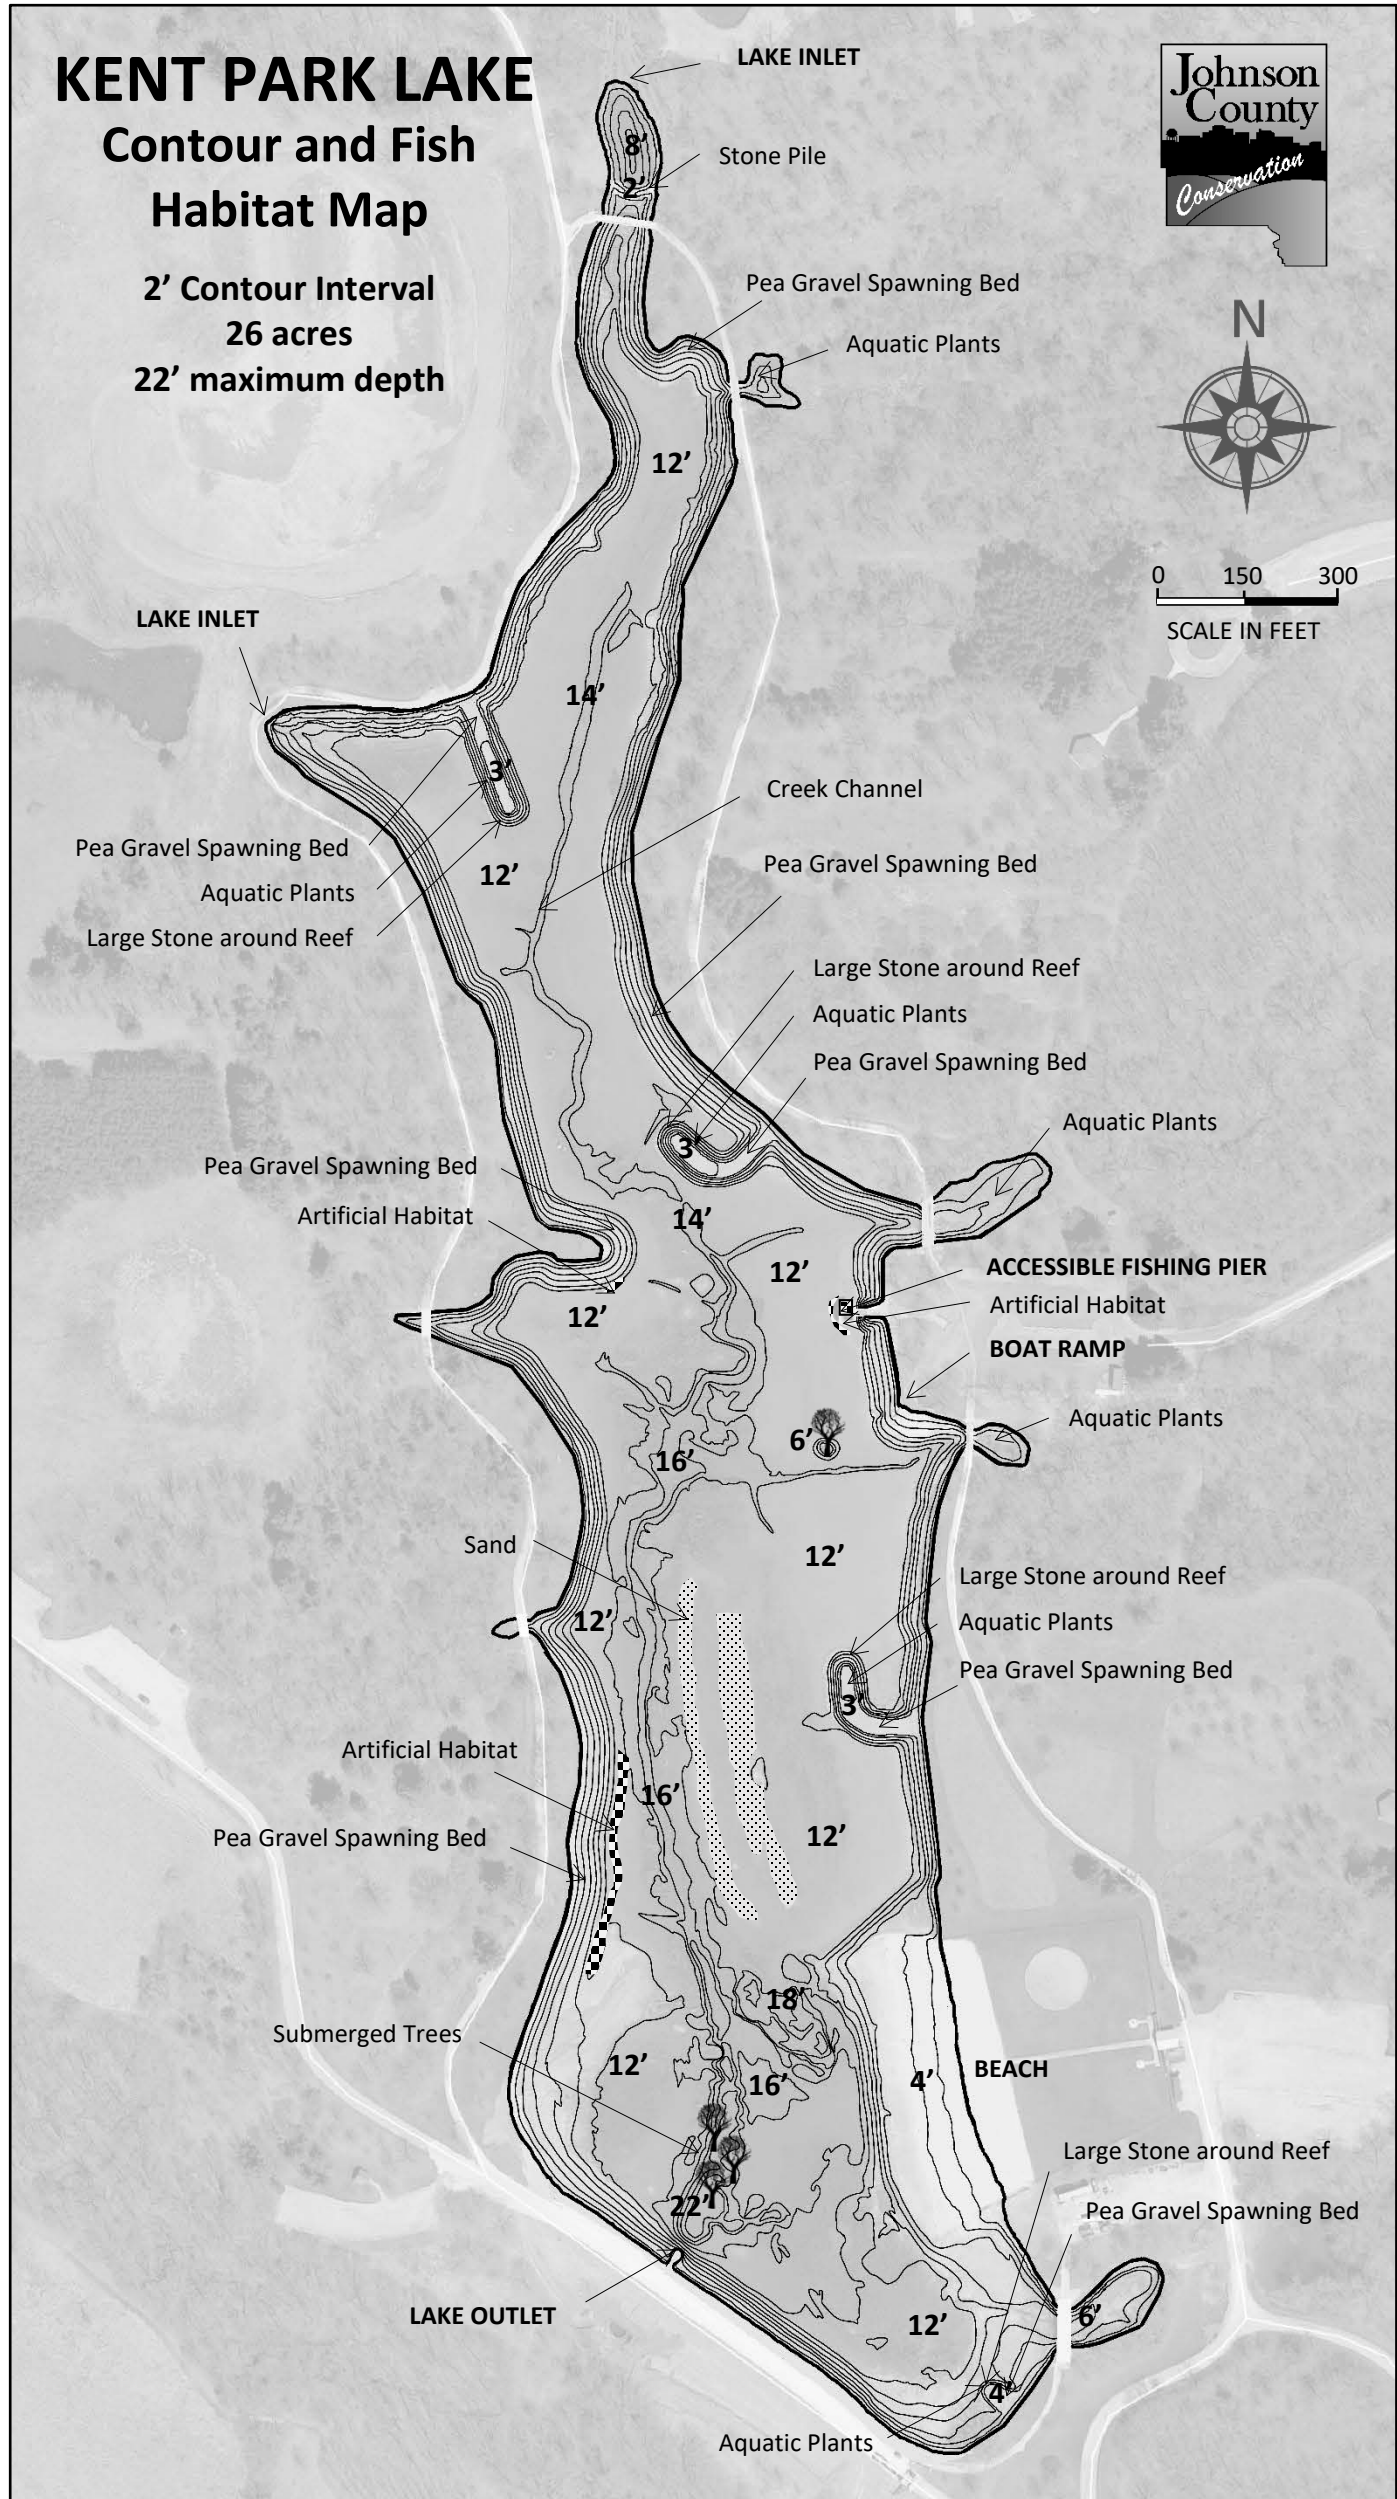 KENT PARK LAKE
Contour and Fish
Habitat Map
2’ Contour Interval
26 acres
22’ maximum depth
LAKE INLET
Johnson
County
Conservation
8’
Stone Pile
2’
Pea Gravel Spawning Bed
N
Aquatic Plants
12’
0 150 300
SCALE IN FEET
LAKE INLET
14’
3’
Creek Channel
Pea Gravel Spawning Bed
Pea Gravel Spawning Bed
12’
Aquatic Plants
Large Stone around Reef
Large Stone around Reef
Aquatic Plants
Pea Gravel Spawning Bed
Aquatic Plants
3’
Pea Gravel Spawning Bed
Artificial Habitat
14’
12’
ACCESSIBLE FISHING PIER
Artificial Habitat
12’
BOAT RAMP
Aquatic Plants
6’
16’
Sand
12’
Large Stone around Reef
12’
Aquatic Plants
Pea Gravel Spawning Bed
3’
Artificial Habitat
16’
Pea Gravel Spawning Bed
12’
18’
Submerged Trees
12’
BEACH
4’
16’
Large Stone around Reef
22’
Pea Gravel Spawning Bed
LAKE OUTLET
6’
12’
4’
Aquatic Plants